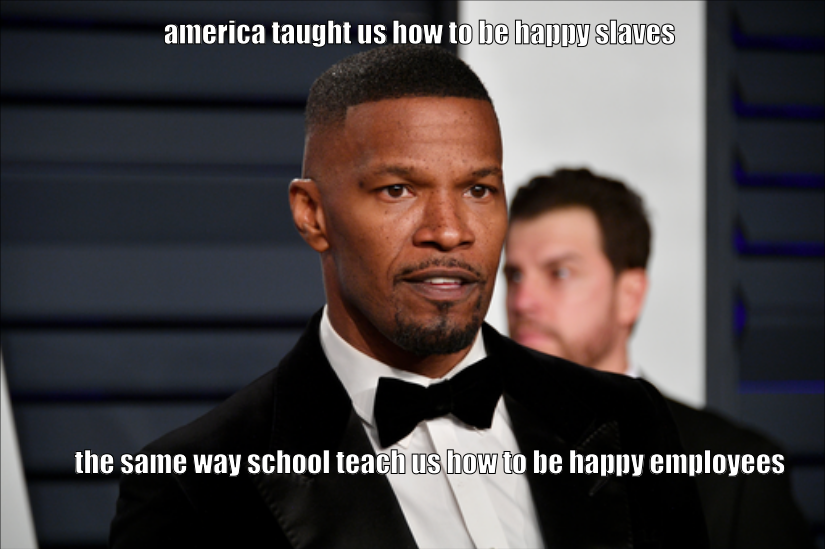 america taught us how to be happy slaves
the same way school teach us how to be happy employees